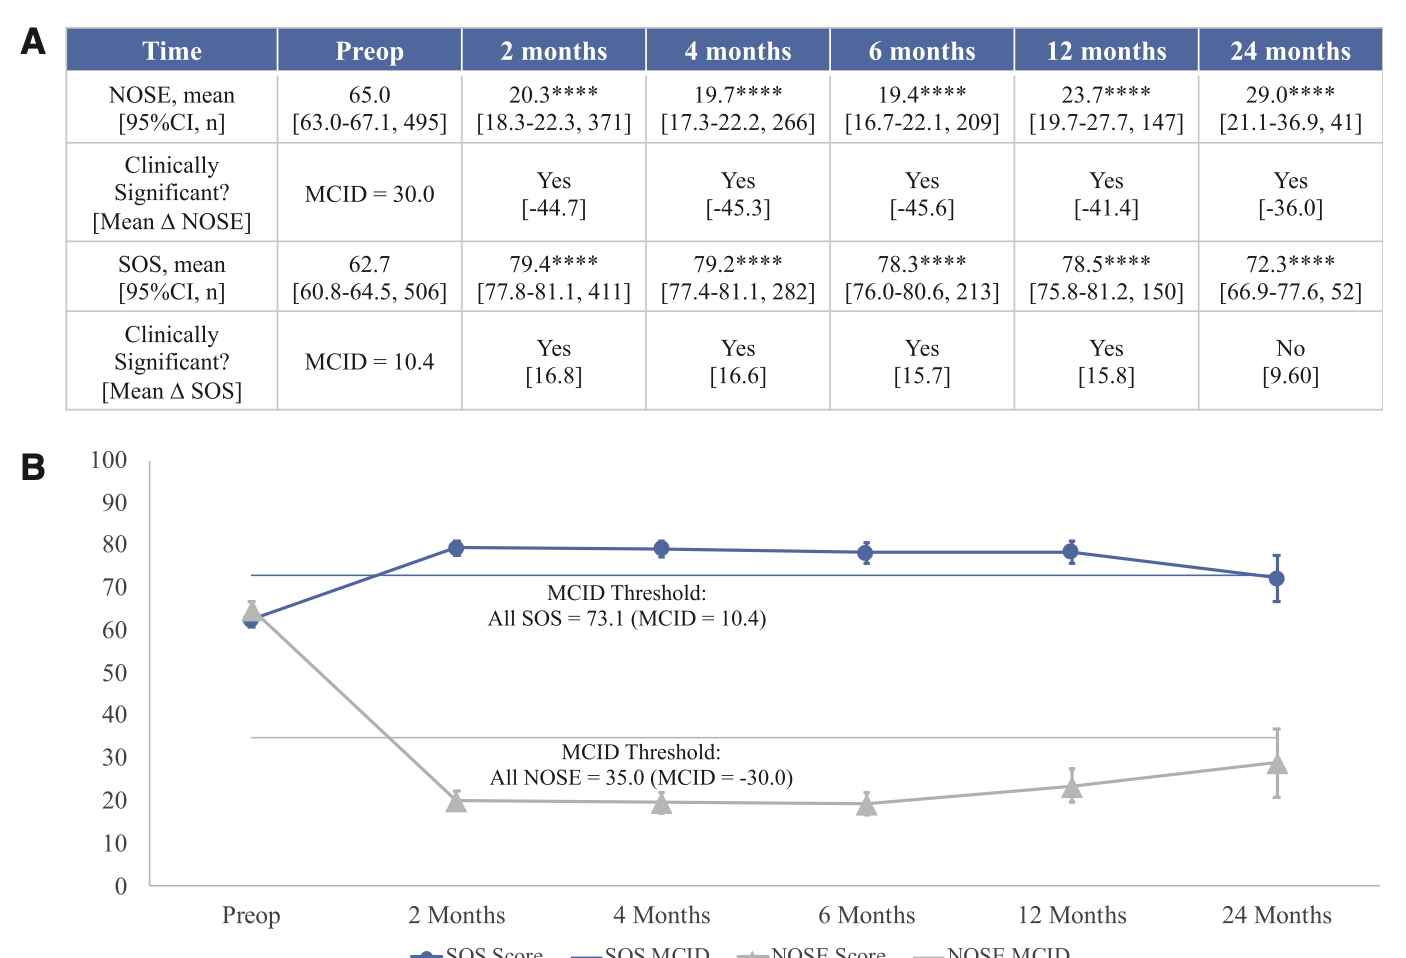 A
Time Preop 2 months 4 months 6 months 12 months 24 months
NOSE, mean 65.0 20.3**** 19.7**** 19.4**** 23.7**** 29.0****
[95%CI, n] [63.0-67.1, 495] [18.3-22.3, 371] [17.3-22.2, 266] [16.7-22.1, 209] [19.7-27.7, 147] [21.1-36.9, 41]
Clinically
Significant? MCID = 30.0 Yes Yes Yes Yes Yes
[Mean Δ NOSE] [-44.7] [-45.3] [-45.6] [-41.4] [-36.0]
SOS, mean 62.7 79.4**** 79.2**** 78.3**** 78.5**** 72.3****
[95%CI, n] [60.8-64.5, 506] [77.8-81.1, 411] [77.4-81.1, 282] [76.0-80.6, 213] [75.8-81.2, 150] [66.9-77.6, 52]
Clinically
Significant? MCID = 10.4 Yes Yes Yes Yes No
[Mean Δ SOS] [16.8] [16.6] [15.7] [15.8] [9.60]
B
100
90
80
70
60
50
40
30
20
10
0
MCID Threshold:
All SOS = 73.1 (MCID = 10.4)
MCID Threshold:
All NOSE = 35.0 (MCID = -30.0)
Preop 2 Months 4 Months 6 Months 12 Months 24 Months
SOS Score SOS MCID NOSE Score NOSE MCID